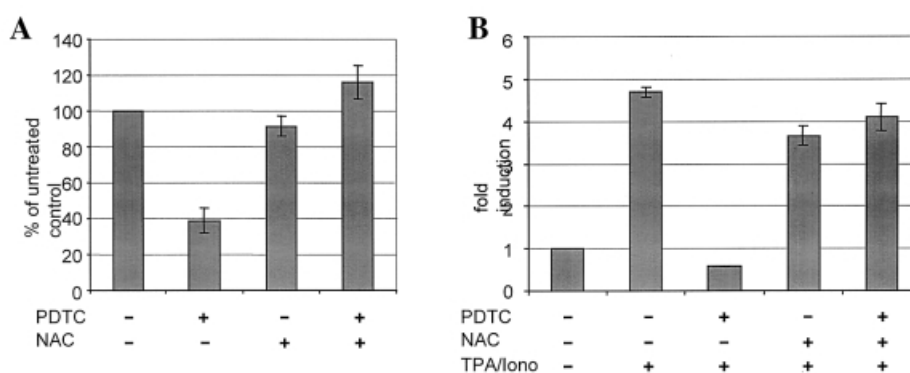 A
% of untreated
control
140
120
100
80
60
40
20
0
PDTC - + - +
NAC - - + +
B
fold
induction
6
5
4
3
2
1
0
PDTC - - + - +
NAC - - - + +
TPA/Iono - + + + +